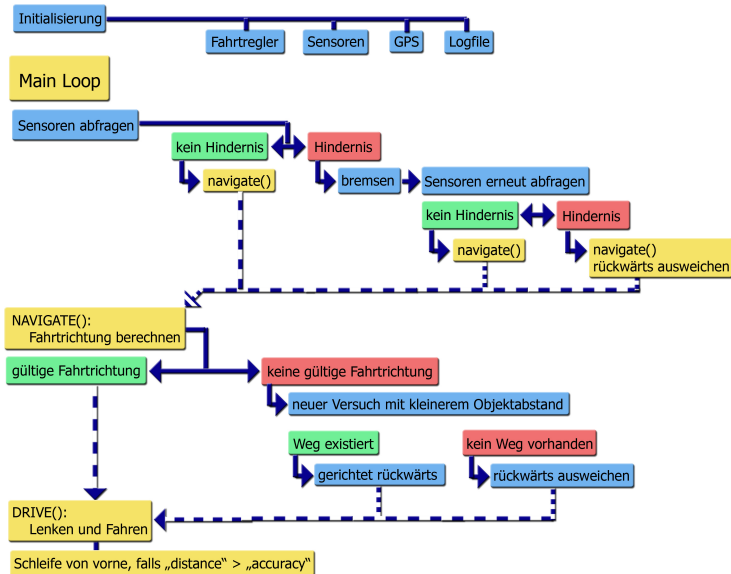 Initialisierung
Fahrtregler
Sensoren
GPS
Logfile
Main Loop
Sensoren abfragen
kein Hindernis
Hindernis
navigate()
bremsen
Sensoren erneut abfragen
kein Hindernis
Hindernis
navigate()
navigate()
rückwärts ausweichen
NAVIGATE():
Fahrtrichtung berechnen
gültige Fahrtrichtung
keine gültige Fahrtrichtung
neuer Versuch mit kleinerem Objektabstand
Weg existiert
kein Weg vorhanden
gerichtet rückwärts
rückwärts ausweichen
DRIVE():
Lenken und Fahren
Schleife von vorne, falls „distance“ > „accuracy“